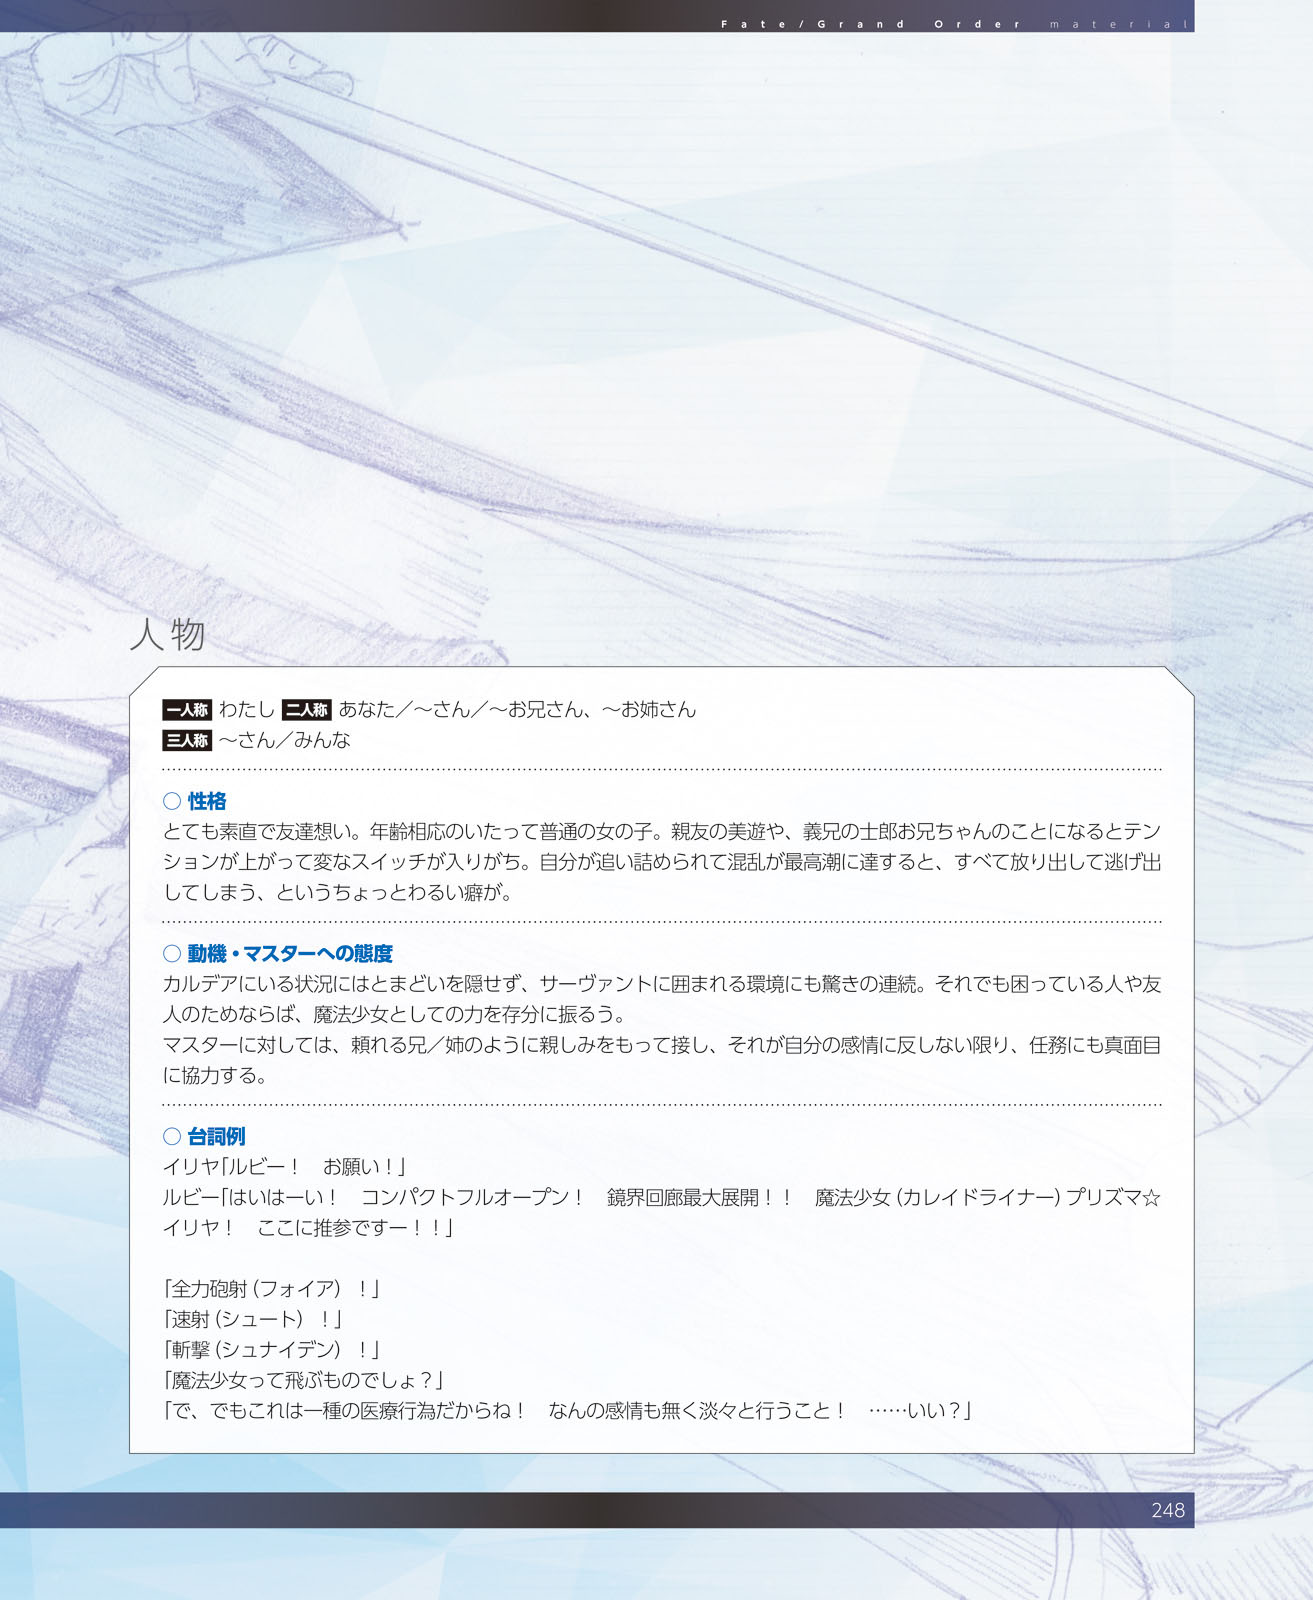 Fate/Grand Order material
人物
一人称 わたし 二人称 あなた／～さん／～お兄さん、～お姉さん
三人称 ～さん／みんな
○ 性格
とても素直で友達想い。年齢相応のいたって普通の女の子。親友の美遊や、義兄の士郎お兄ちゃんのことになるとテン
ションが上がって変なスイッチが入りがち。自分が追い詰められて混乱が最高潮に達すると、すべて放り出して逃げ出
してしまう、というちょっとわるい癖が。
○ 動機・マスターへの態度
カルデアにいる状況にはとまどいを隠せず、サーヴァントに囲まれる環境にも驚きの連続。それでも困っている人や友
人のためならば、魔法少女としての力を存分に振るう。
マスターに対しては、頼れる兄／姉のように親しみをもって接し、それが自分の感情に反しない限り、任務にも真面目
に協力する。
○ 台詞例
イリヤ「ルビー！　お願い！」
ルビー「はいはーい！　コンパクトフルオープン！　鏡界回廊最大展開！！　魔法少女（カレイドライナー）プリズマ☆
イリヤ！　ここに推参ですー！！」
「全力砲射（フォイア）！」
「速射（シュート）！」
「斬撃（シュナイデン）！」
「魔法少女って飛ぶものでしょ？」
「で、でもこれは一種の医療行為だからね！　なんの感情も無く淡々と行うこと！　……いい？」
248